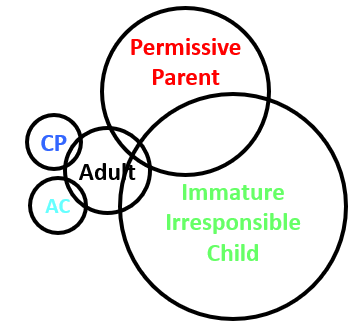 Permissive
Parent
CP
Adult
AC
Immature
Irresponsible
Child